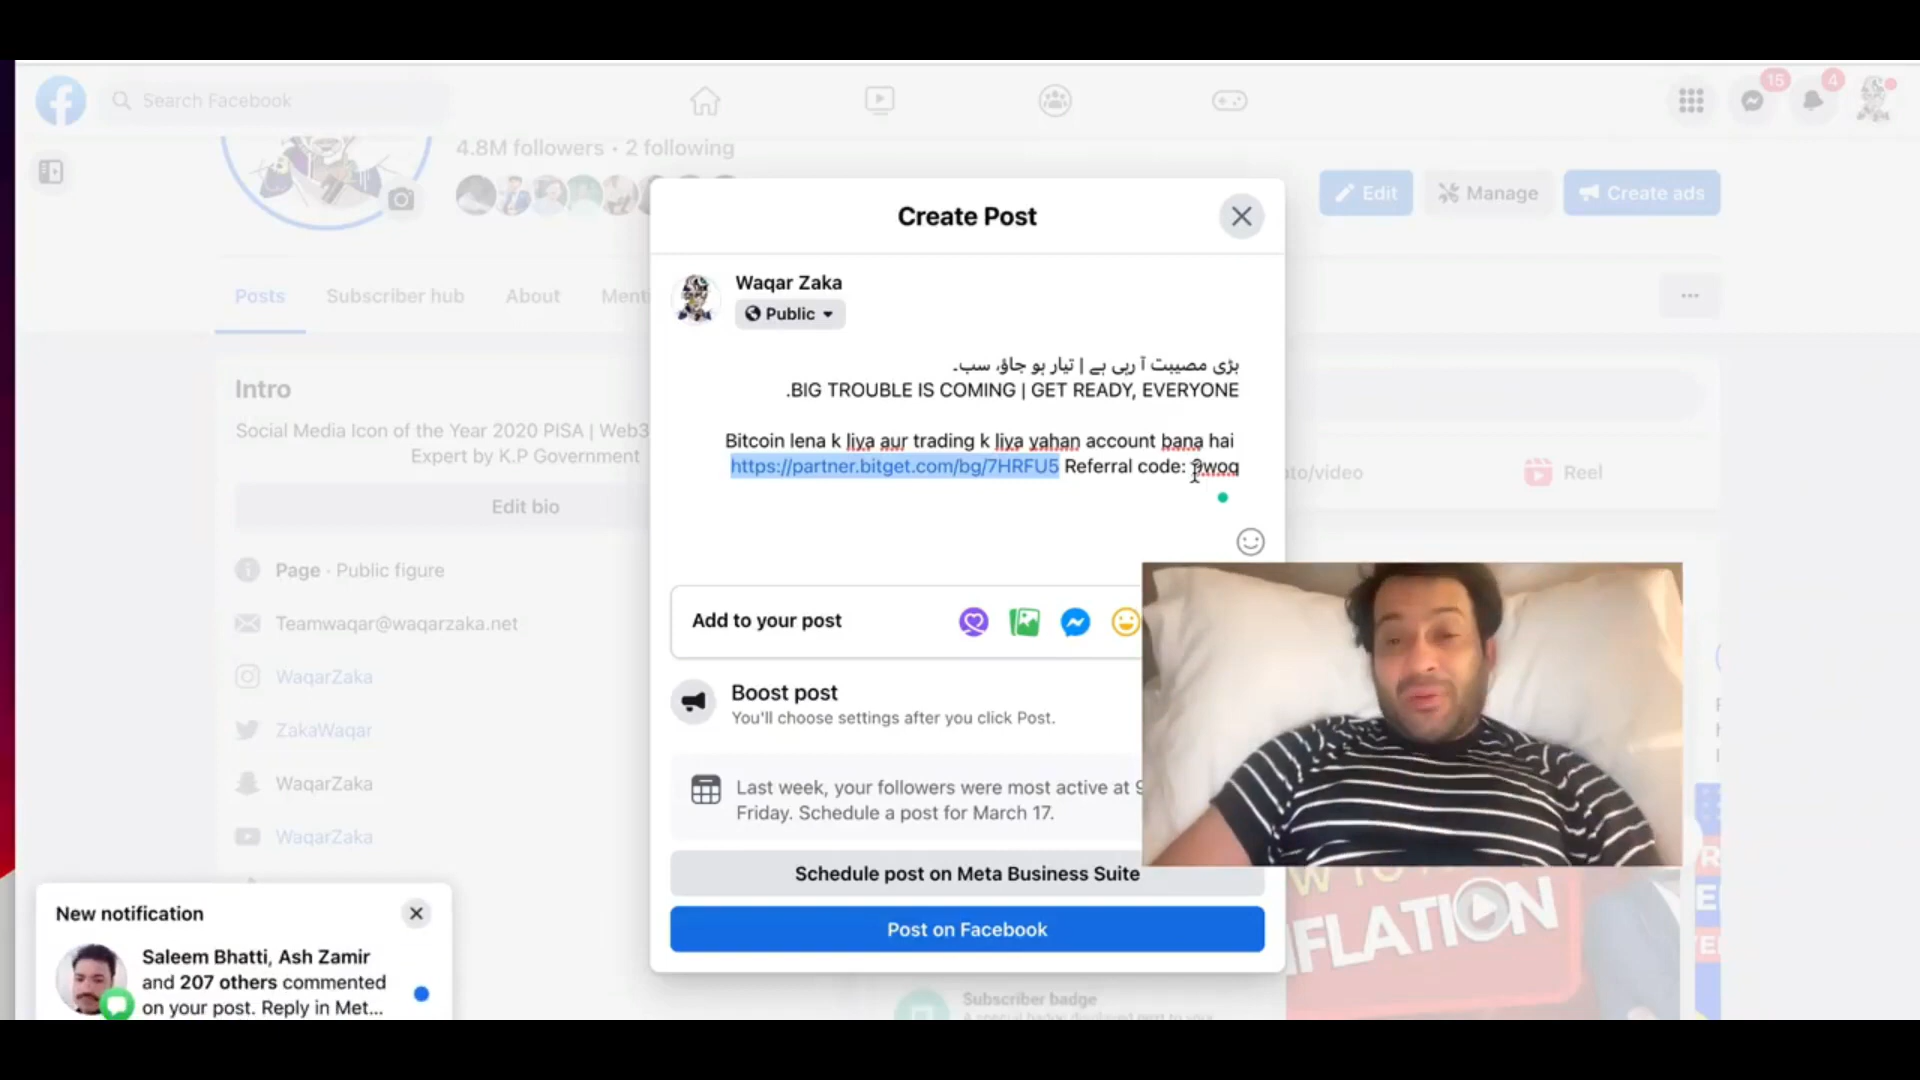 Search Facebook
15
4
4.8M followers • 2 following
Edit
Manage
Create ads
Posts
Subscriber hub
About
Create Post
Waqar Zaka
Public
بڑی مصیبت آ رہی ہے | تیار ہو جاؤ، سب۔
.BIG TROUBLE IS COMING | GET READY, EVERYONE
Bitcoin lena k liya aur trading k liya yahan account bana hai
https://partner.bitget.com/bg/7HRFU5 Referral code:
Intro
Social Media Icon of the Year 2020 PISA | Web3
Expert by K.P Government
Edit bio
Page · Public figure
Teamwaqar@waqarzaka.net
WaqarZaka
ZakaWaqar
WaqarZaka
WaqarZaka
Reel
Add to your post
Boost post
You'll choose settings after you click Post.
Last week, your followers were most active at
Friday. Schedule a post for March 17.
Schedule post on Meta Business Suite
Post on Facebook
New notification
Saleem Bhatti, Ash Zamir
and 207 others commented
on your post. Reply in Met...
Subscriber badge